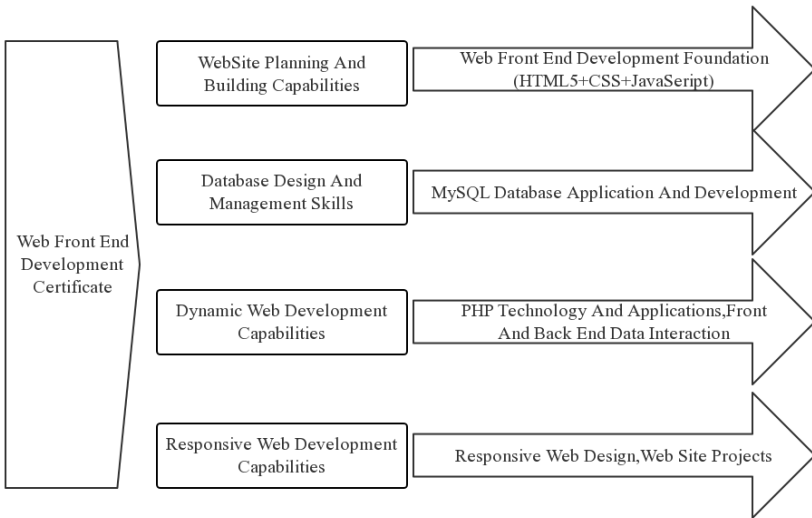 Web Front End
Development
Certificate
WebSite Planning And
Building Capabilities
Web Front End Development Foundation
(HTML5+CSS+JavaScript)
Database Design And
Management Skills
MySQL Database Application And Development
Dynamic Web Development
Capabilities
PHP Technology And Applications,Front
And Back End Data Interaction
Responsive Web Development
Capabilities
Responsive Web Design,Web Site Projects